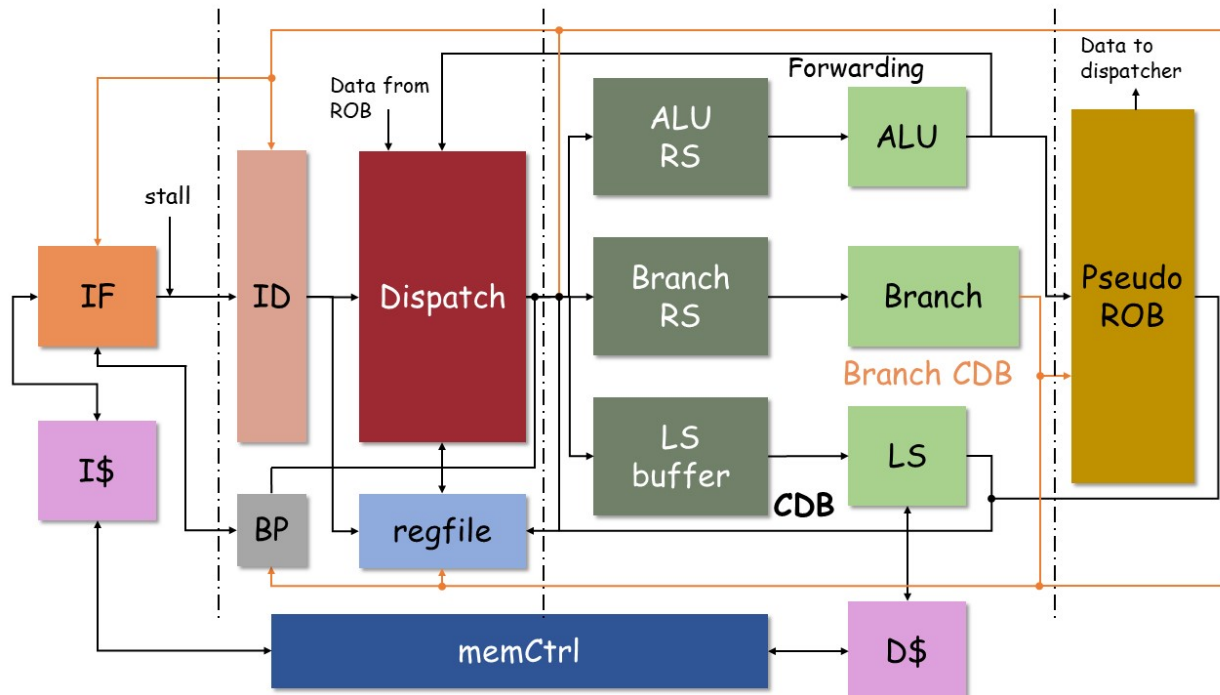 Data to
dispatcher
Forwarding
Data from
ROB
ALU
RS
ALU
stall
IF
ID
Dispatch
Branch
RS
Branch
Pseudo
ROB
Branch CDB
I$
LS
buffer
LS
CDB
BP
regfile
memCtrl
D$